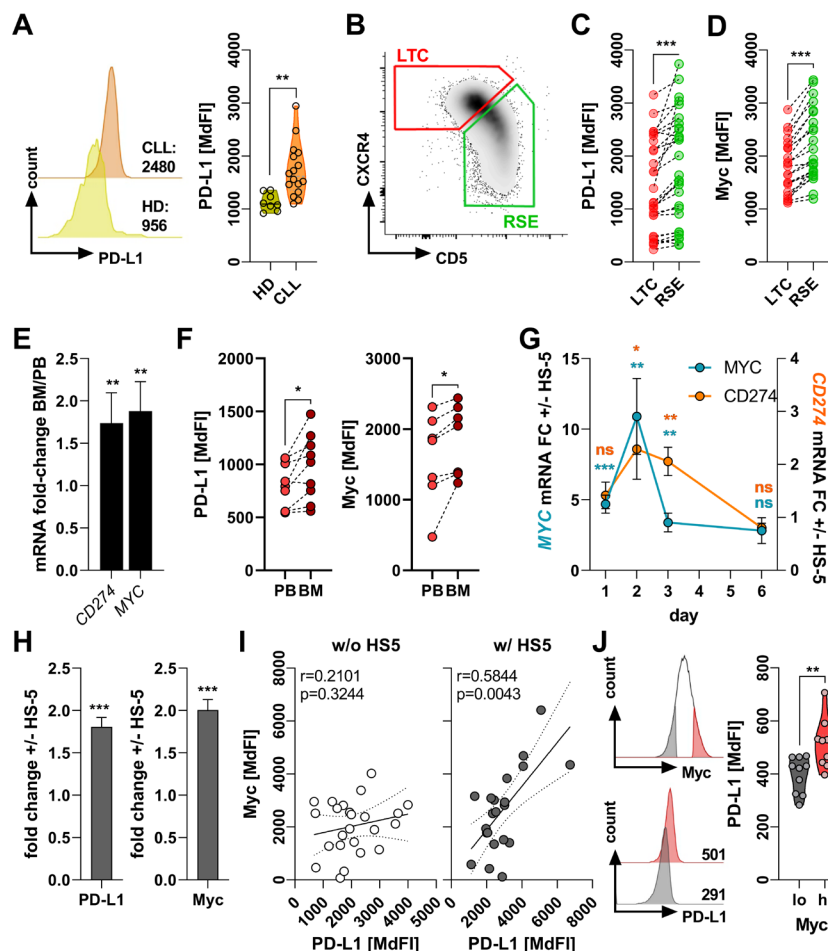 A
count
PD-L1
CLL:
2480
HD:
956
PD-L1 [MdFI]
4000
3000
2000
1000
0
HD
CLL
**
B
CXCR4
CD5
LTC
RSE
C
PD-L1 [MdFI]
4000
3000
2000
1000
0
LTC
RSE
***
D
Myc [MdFI]
4000
3000
2000
1000
0
LTC
RSE
***
E
mRNA fold-change BM/PB
2.5
2.0
1.5
1.0
0.5
0.0
** **
CD274
MYC
F
PD-L1 [MdFI]
2000
1500
1000
500
0
*
PB BM
Myc [MdFI]
3000
2000
1000
0
*
PB BM
G
MYC mRNA FC +/- HS-5
15
10
5
0
ns
***
*
**
**
**
ns
ns
MYC
CD274
4
3
2
1
0
CD274 mRNA FC +/- HS-5
1 2 3 4 5 6
day
H
fold change +/- HS-5
2.5
2.0
1.5
1.0
0.5
0.0
***
PD-L1
fold change +/- HS-5
2.5
2.0
1.5
1.0
0.5
0.0
***
Myc
I
w/o HS5
Myc [MdFI]
8000
6000
4000
2000
0
r=0.2101
p=0.3244
0 1000 2000 3000 4000 5000
PD-L1 [MdFI]
w/ HS5
r=0.5844
p=0.0043
0 2000 4000 6000 8000
PD-L1 [MdFI]
J
count
Myc
count
501
291
PD-L1
PD-L1 [MdFI]
800
600
400
200
0
**
lo h
Myc